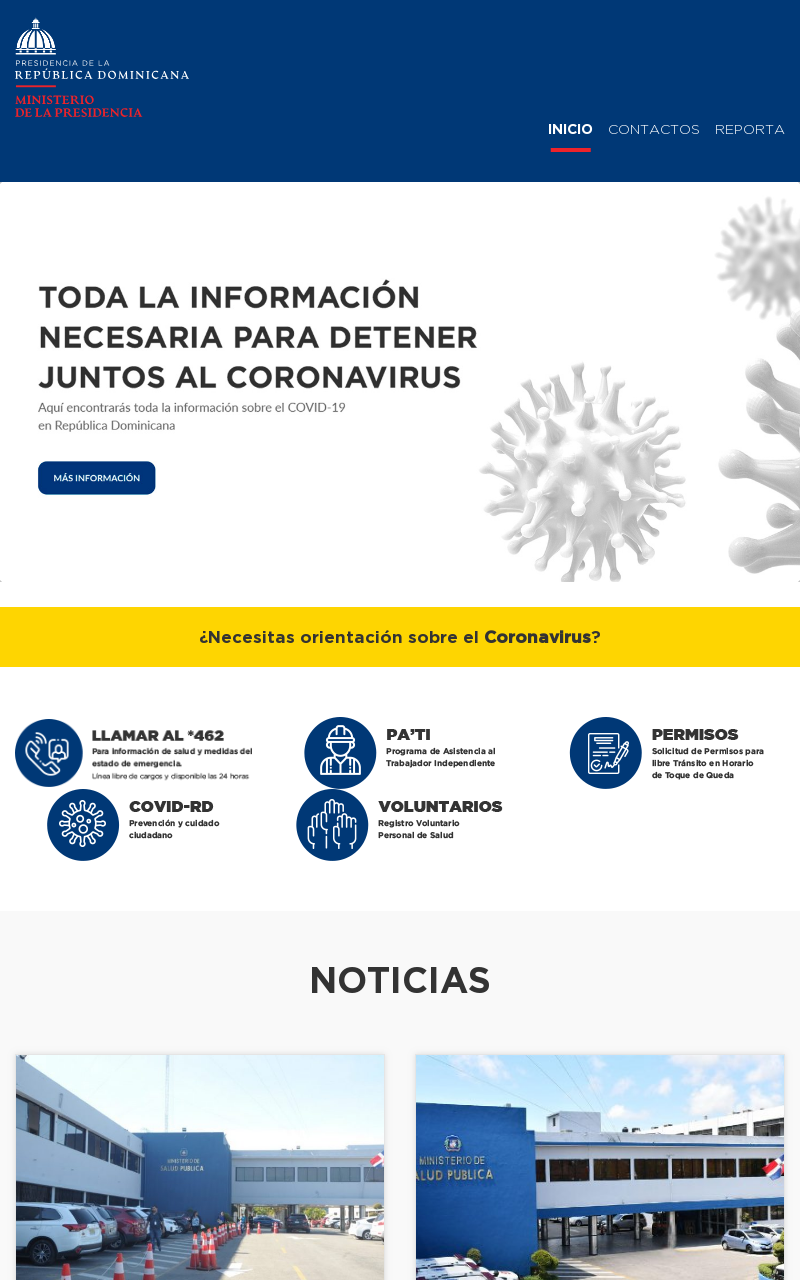 PRESIDENCIA DE LA
REPÚBLICA DOMINICANA
MINISTERIO
DE LA PRESIDENCIA
INICIO CONTACTOS REPORTA
TODA LA INFORMACIÓN
NECESARIA PARA DETENER
JUNTOS AL CORONAVIRUS
Aquí encontrarás toda la información sobre el COVID-19
en República Dominicana
MÁS INFORMACIÓN
¿Necesitas orientación sobre el Coronavirus?
LLAMAR AL *462
Para información de salud y medidas del
estado de emergencia.
Línea libre de cargos y disponible las 24 horas
PA'TI
Programa de Asistencia al
Trabajador Independiente
PERMISOS
Solicitud de Permisos para
libre Tránsito en Horario
de Toque de Queda
COVID-RD
Prevención y cuidado
ciudadano
VOLUNTARIOS
Registro Voluntario
Personal de Salud
NOTICIAS
MINISTERIO DE
SALUD PUBLICA
MINISTERIO DE
ALUD PUBLICA